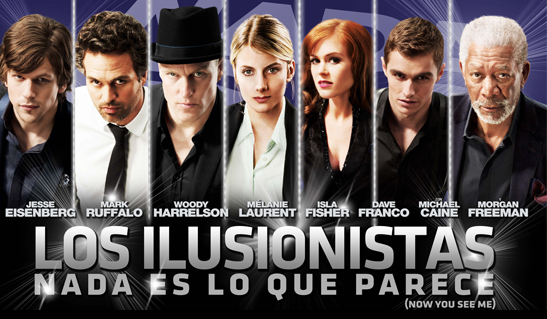 JESSE EISENBERG
MARK RUFFALO
WOODY HARRELSON
MÉLANIE LAURENT
ISLA FISHER
DAVE FRANCO
MICHAEL CAINE
MORGAN FREEMAN
LOS ILUSIONISTAS
NADA ES LO QUE PARECE
(NOW YOU SEE ME)